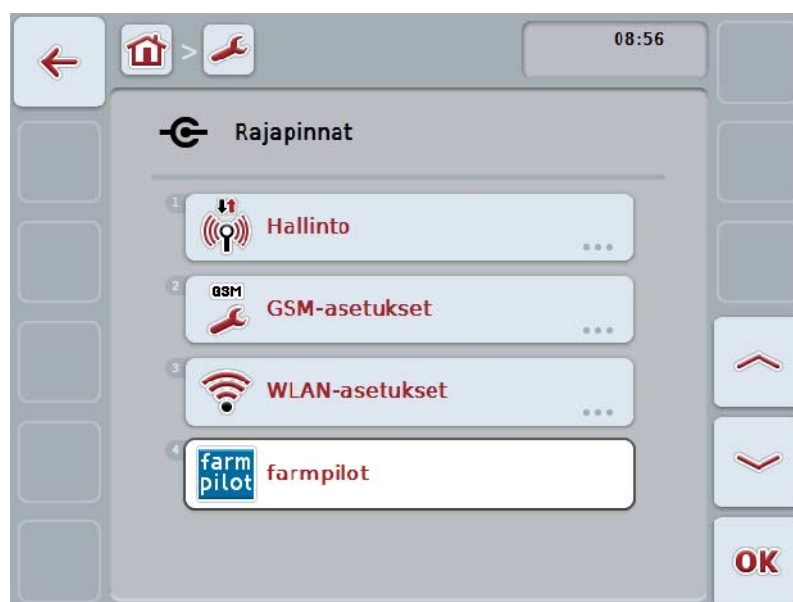 08:56
Rajapinnat
1
Hallinto
2
GSM
GSM-asetukset
3
WLAN-asetukset
4
farm
pilot
farmpilot
OK